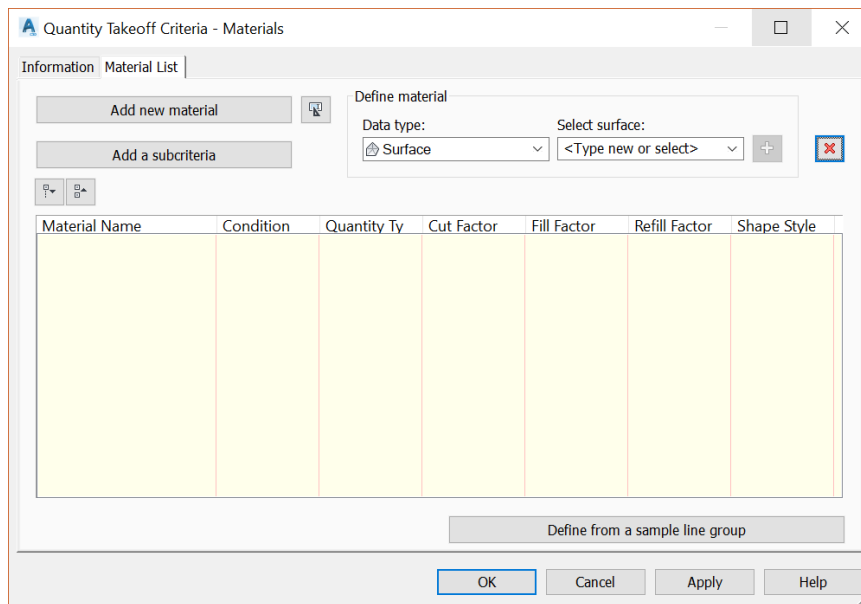 Quantity Takeoff Criteria - Materials
Information Material List
Add new material
Define material
Data type: Select surface:
Surface <Type new or select>
Add a subcriteria
Material Name Condition Quantity Ty Cut Factor Fill Factor Refill Factor Shape Style
Define from a sample line group
OK Cancel Apply Help